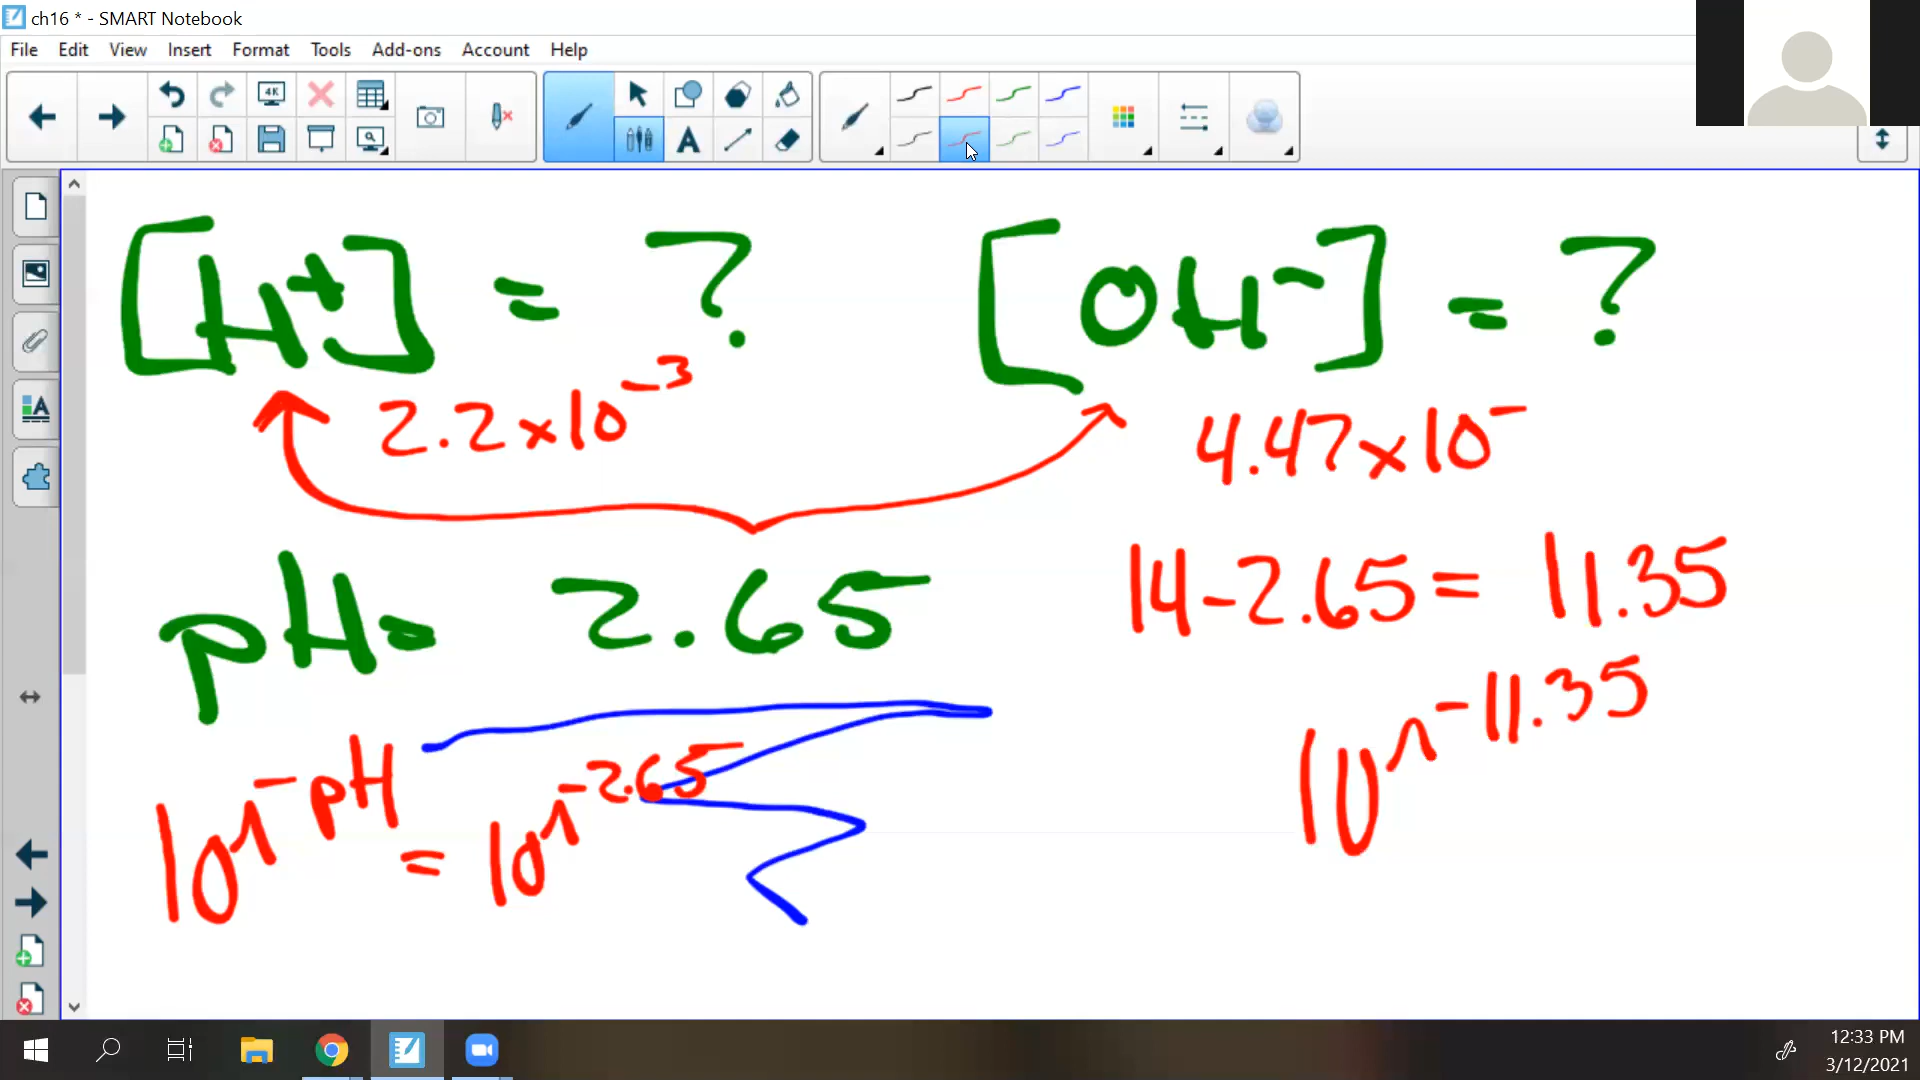 ch16 * - SMART Notebook
File Edit View Insert Format Tools Add-ons Account Help
4K
A
A
[H⁺] = ? [OH⁻] = ?
2.2x10⁻³ 4.47x10⁻
14-2.65= 11.35
pH= 2.65
10^-11.35
10^-pH = 10^-2.65
12:33 PM
3/12/2021